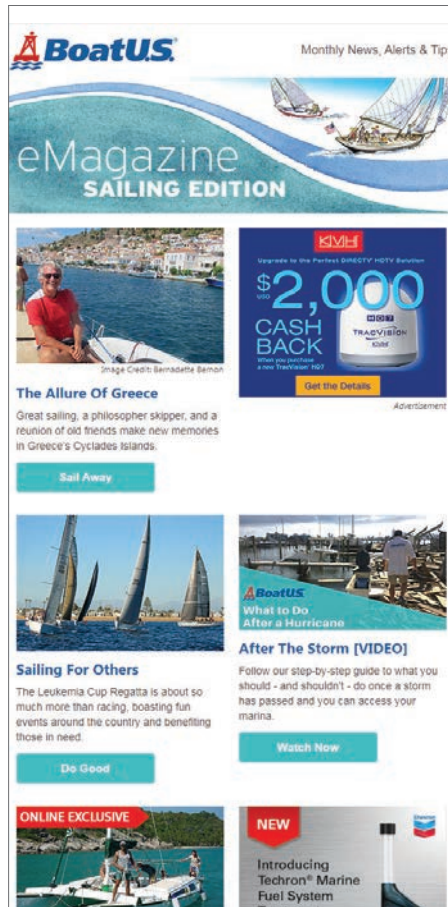 BoatU.S.
Monthly News, Alerts & Tip
eMagazine
SAILING EDITION
Image Credit: Bernadette Bernon
The Allure Of Greece
Great sailing, a philosopher skipper, and a
reunion of old friends make new memories
in Greece's Cyclades Islands.
Sail Away
KVH
Upgrade to the Perfect DIRECTV HDTV Solution
$2,000
USD
CASH
BACK
When you purchase
a new TracVision HD7
HD7
TRACVISION
KVH
Get the Details
Advertisement
Sailing For Others
The Leukemia Cup Regatta is about so
much more than racing, boasting fun
events around the country and benefiting
those in need.
Do Good
BoatU.S.
What to Do
After a Hurricane
After The Storm [VIDEO]
Follow our step-by-step guide to what you
should - and shouldn't - do once a storm
has passed and you can access your
marina.
Watch Now
ONLINE EXCLUSIVE
NEW
Chevron
Introducing
Techron® Marine
Fuel System